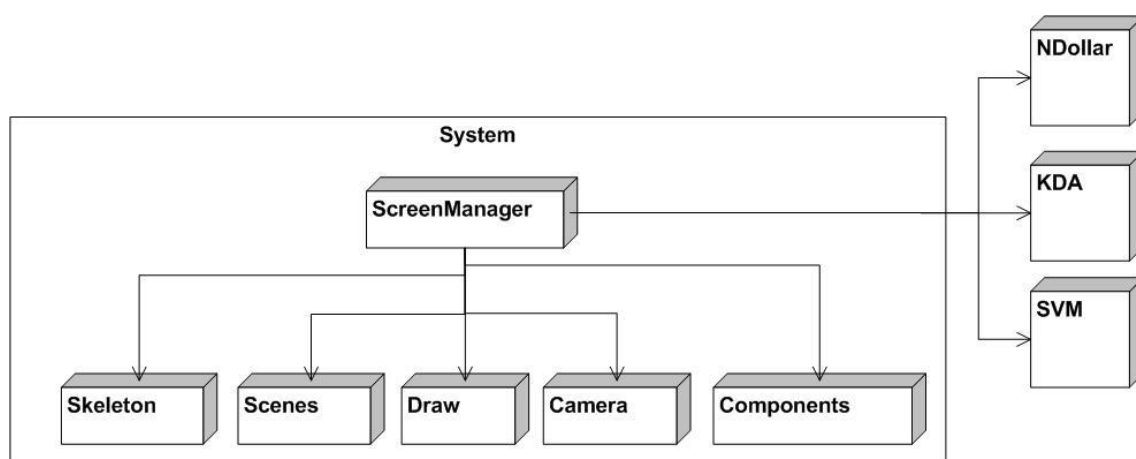 NDollar
System
KDA
ScreenManager
SVM
Skeleton
Scenes
Draw
Camera
Components